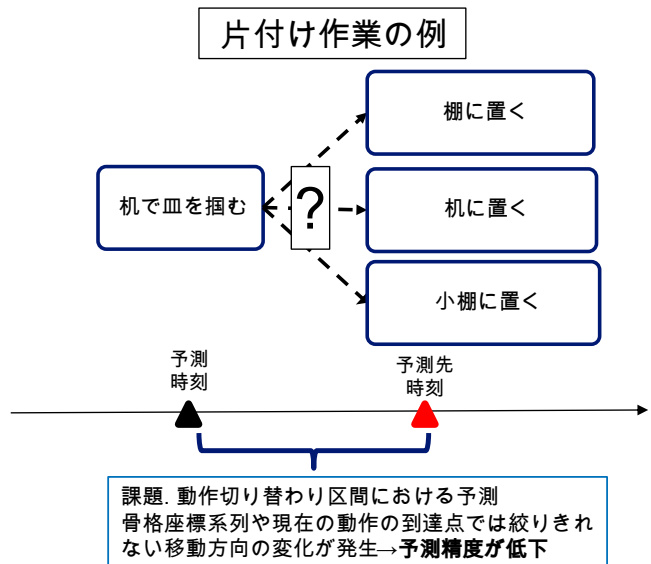 片付け作業の例
棚に置く
机で皿を掴む
?
机に置く
小棚に置く
予測
時刻
予測先
時刻
課題. 動作切り替わり区間における予測
骨格座標系列や現在の動作の到達点では絞りきれ
ない移動方向の変化が発生→予測精度が低下